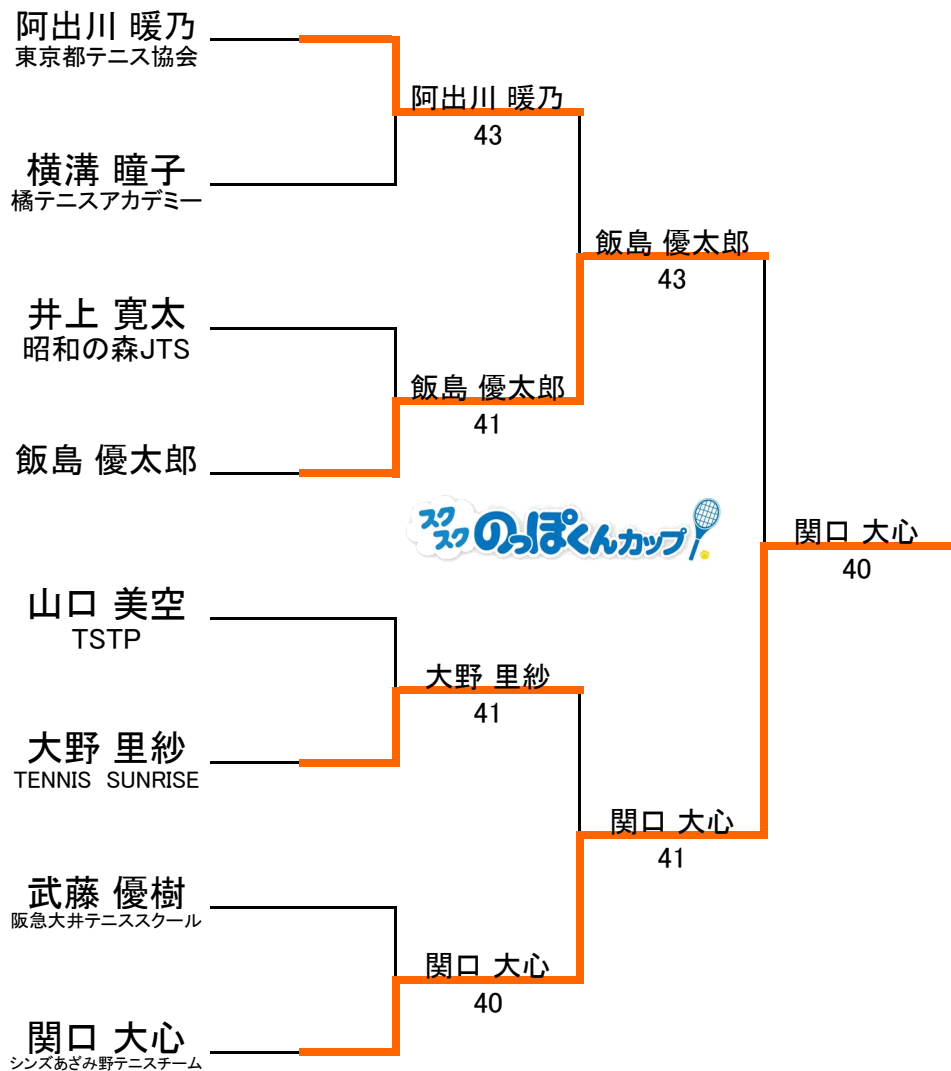 阿出川 暖乃
東京都テニス協会
阿出川 暖乃
43
横溝 瞳子
橘テニスアカデミー
飯島 優太郎
43
井上 寛太
昭和の森JTS
飯島 優太郎
41
飯島 優太郎
スク
スク
のっぽくんカップ
関口 大心
40
山口 美空
TSTP
大野 里紗
41
大野 里紗
TENNIS　SUNRISE
関口 大心
41
武藤 優樹
阪急大井テニススクール
関口 大心
40
関口 大心
シンズあざみ野テニスチーム